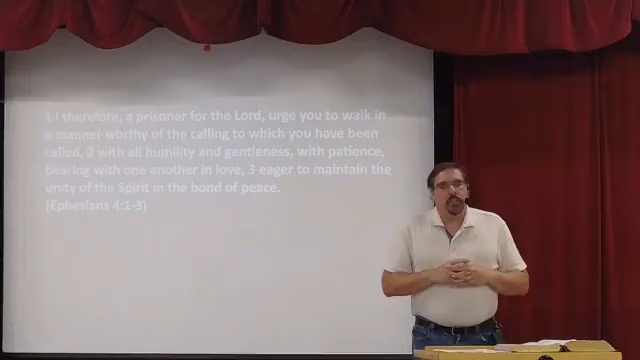 1 I therefore, a prisoner for the Lord, urge you to walk in
a manner worthy of the calling to which you have been
called, 2 with all humility and gentleness, with patience,
bearing with one another in love, 3 eager to maintain the
unity of the Spirit in the bond of peace.
(Ephesians 4:1-3)